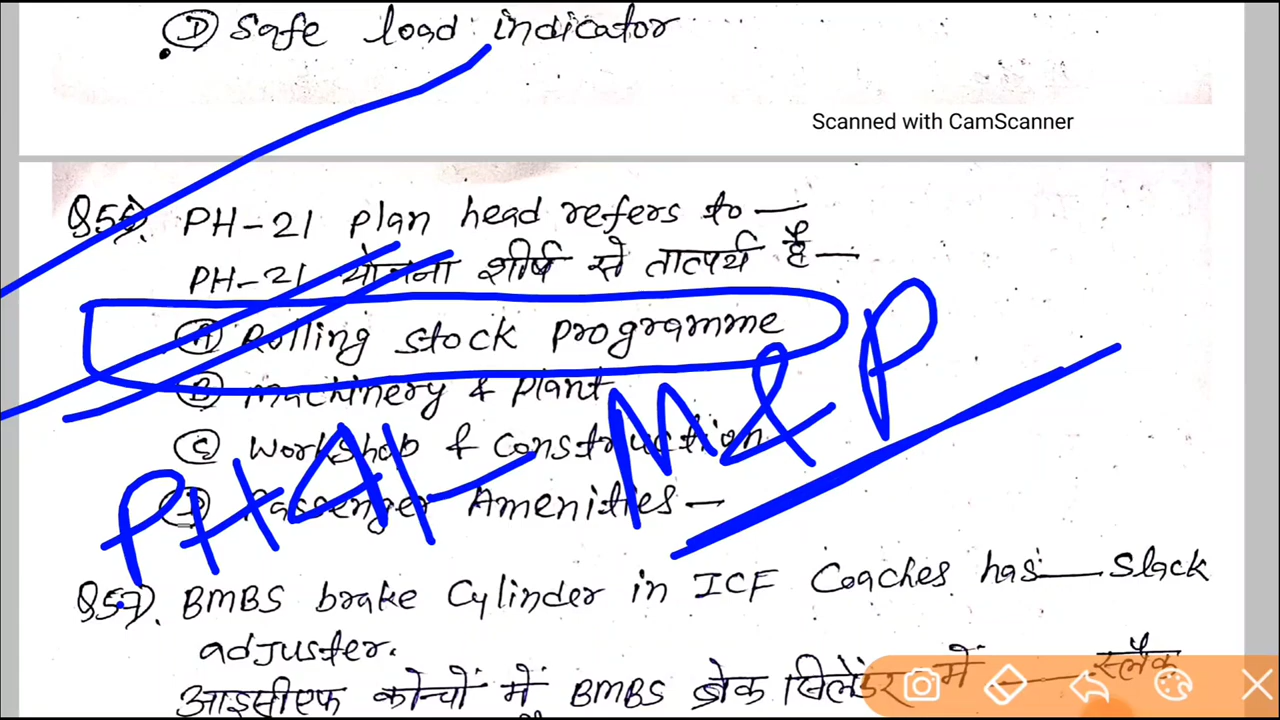 D Safe load indicator
Scanned with CamScanner
Q56). PH-21 plan head refers to —
PH-21 योजना शीर्ष से तात्पर्य है —
A Rolling stock programme
B Machinery & Plant
C Workshop & Construction
D Passenger Amenities —
PH41 - M&P
Q57). BMBS brake Cylinder in ICF Coaches has — Slack
adjuster.
आइसीएफ कोचों में BMBS ब्रेक सिलेंडर में — स्लैक